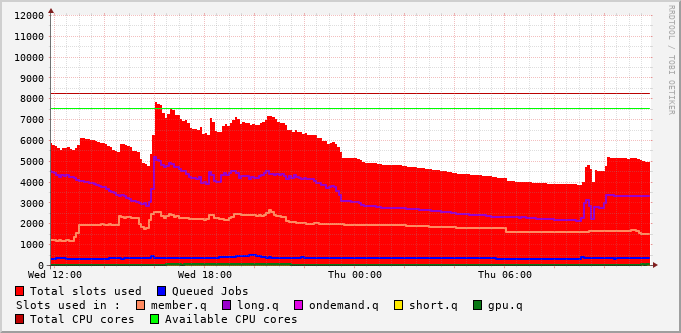 RRDTOOL / TOBI OETIKER
12000
11000
10000
9000
8000
7000
6000
5000
4000
3000
2000
1000
0
Wed 12:00 Wed 18:00 Thu 00:00 Thu 06:00
Total slots used Queued Jobs
Slots used in : member.q long.q ondemand.q short.q gpu.q
Total CPU cores Available CPU cores